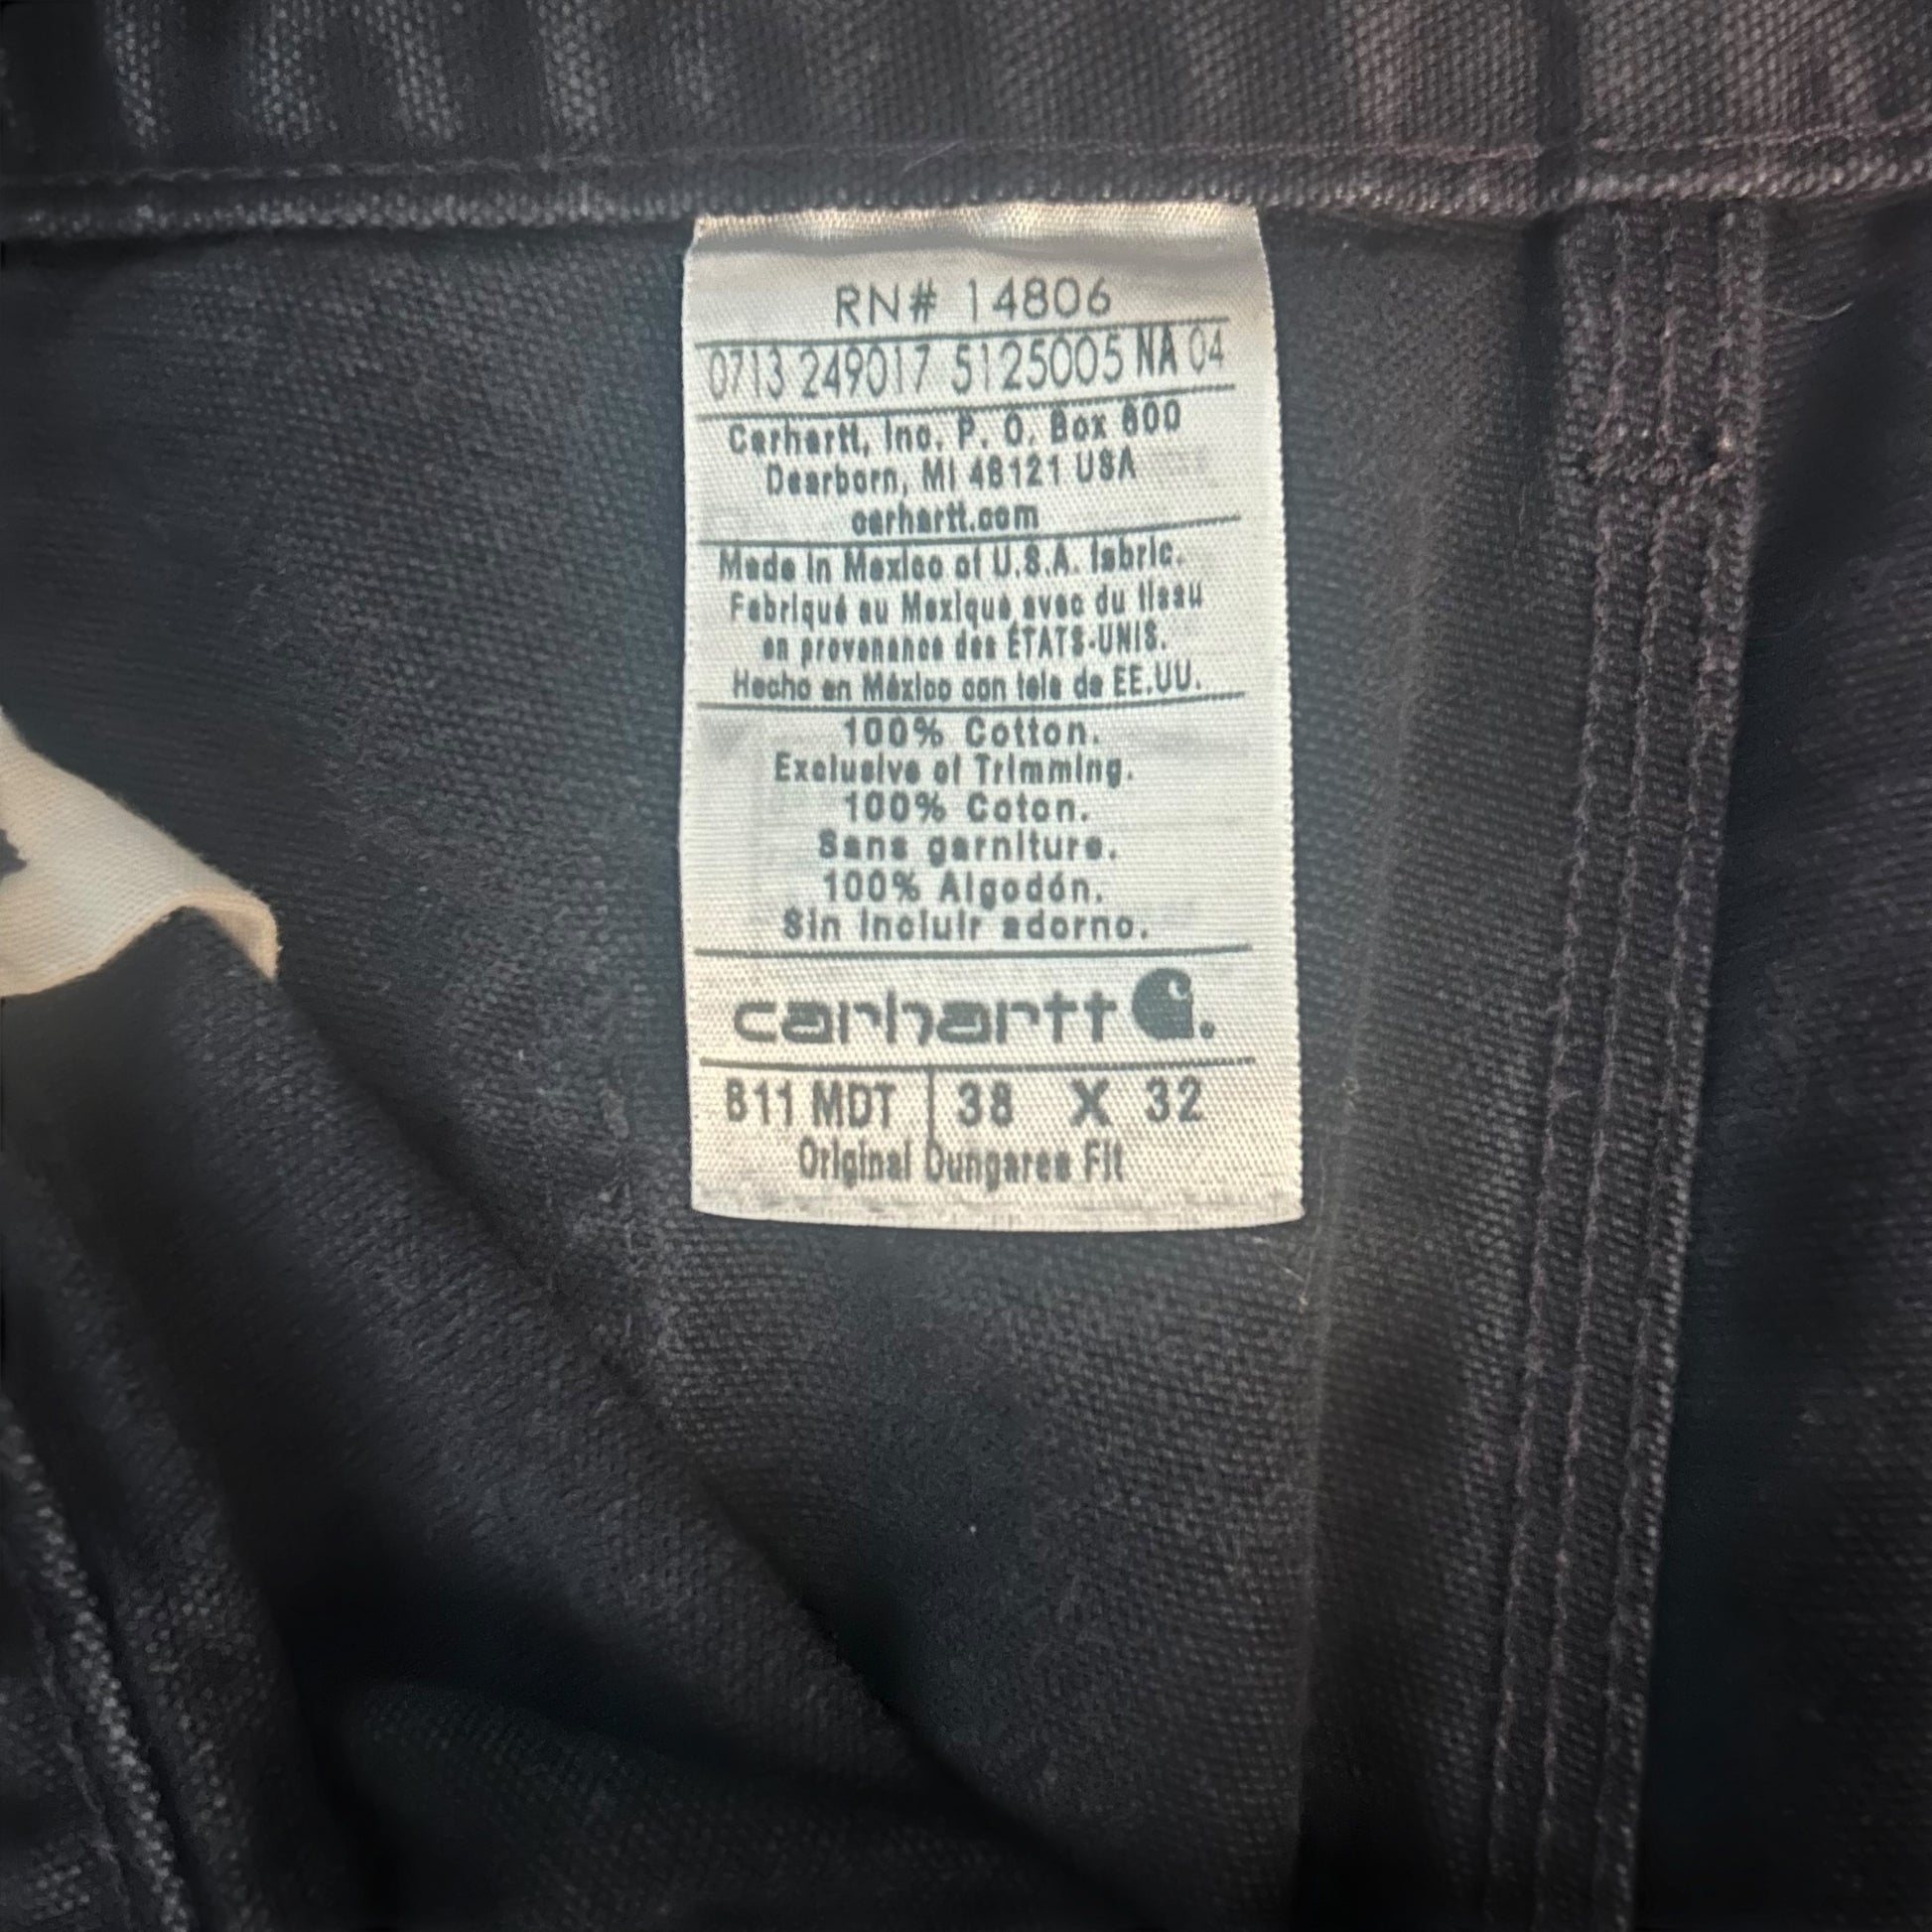 RN# 14806
0713 249017 5125005 NA 04
Carhartt, Inc. P. O. Box 600
Dearborn, MI 48121 USA
carhartt.com
Made in Mexico of U.S.A. fabric.
Fabriqué au Mexique avec du tissu
en provenance des ÉTATS-UNIS.
Hecho en México con tela de EE.UU.
100% Cotton.
Exclusive of Trimming.
100% Coton.
Sans garniture.
100% Algodón.
Sin incluir adorno.
carhartt
B11 MDT 38 X 32
Original Dungaree Fit